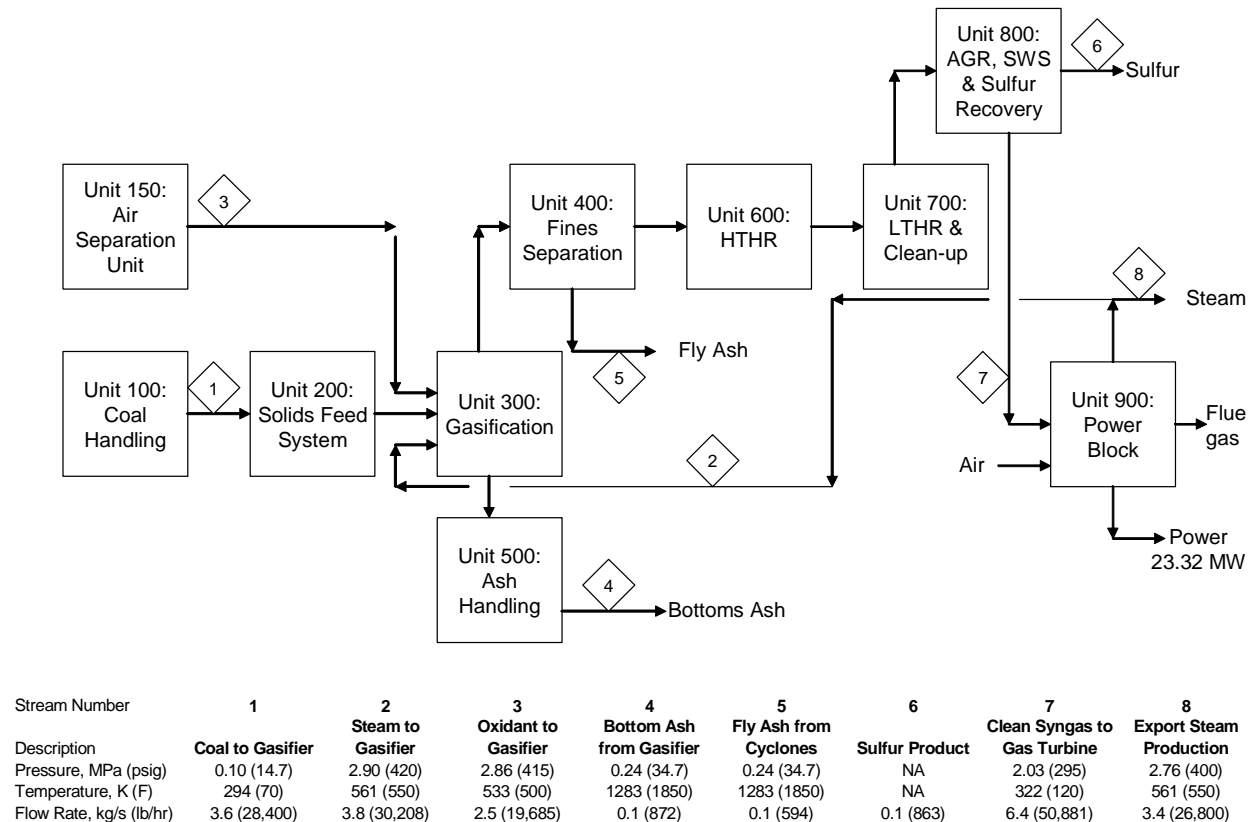 Unit 800:
AGR, SWS
& Sulfur
Recovery
6
Sulfur
Unit 150:
Air
Separation
Unit
3
Unit 400:
Fines
Separation
Unit 600:
HTHR
Unit 700:
LTHR &
Clean-up
8
Steam
Unit 100:
Coal
Handling
1
Unit 200:
Solids Feed
System
Unit 300:
Gasification
Fly Ash
5
7
Unit 900:
Power
Block
Flue
gas
2
Air
Unit 500:
Ash
Handling
4
Bottoms Ash
Power
23.32 MW
Stream Number 1 2 3 4 5 6 7 8
Steam to Oxidant to Bottom Ash Fly Ash from Clean Syngas to Export Steam
Description Coal to Gasifier Gasifier Gasifier from Gasifier Cyclones Sulfur Product Gas Turbine Production
Pressure, MPa (psig) 0.10 (14.7) 2.90 (420) 2.86 (415) 0.24 (34.7) 0.24 (34.7) NA 2.03 (295) 2.76 (400)
Temperature, K (F) 294 (70) 561 (550) 533 (500) 1283 (1850) 1283 (1850) NA 322 (120) 561 (550)
Flow Rate, kg/s (lb/hr) 3.6 (28,400) 3.8 (30,208) 2.5 (19,685) 0.1 (872) 0.1 (594) 0.1 (863) 6.4 (50,881) 3.4 (26,800)